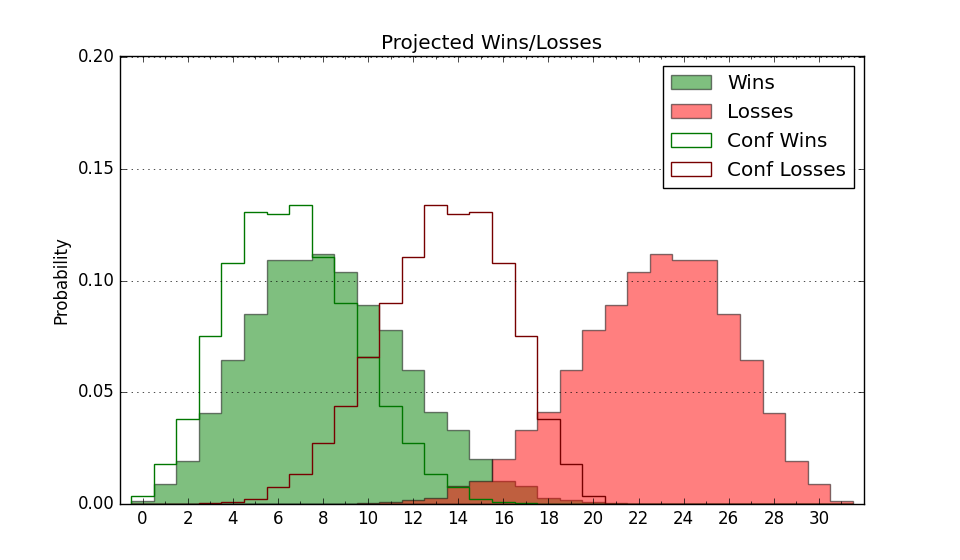 Projected Wins/Losses
0.20
Wins
Losses
Conf Wins
Conf Losses
0.15
Probability
0.10
0.05
0.00
0 2 4 6 8 10 12 14 16 18 20 22 24 26 28 30